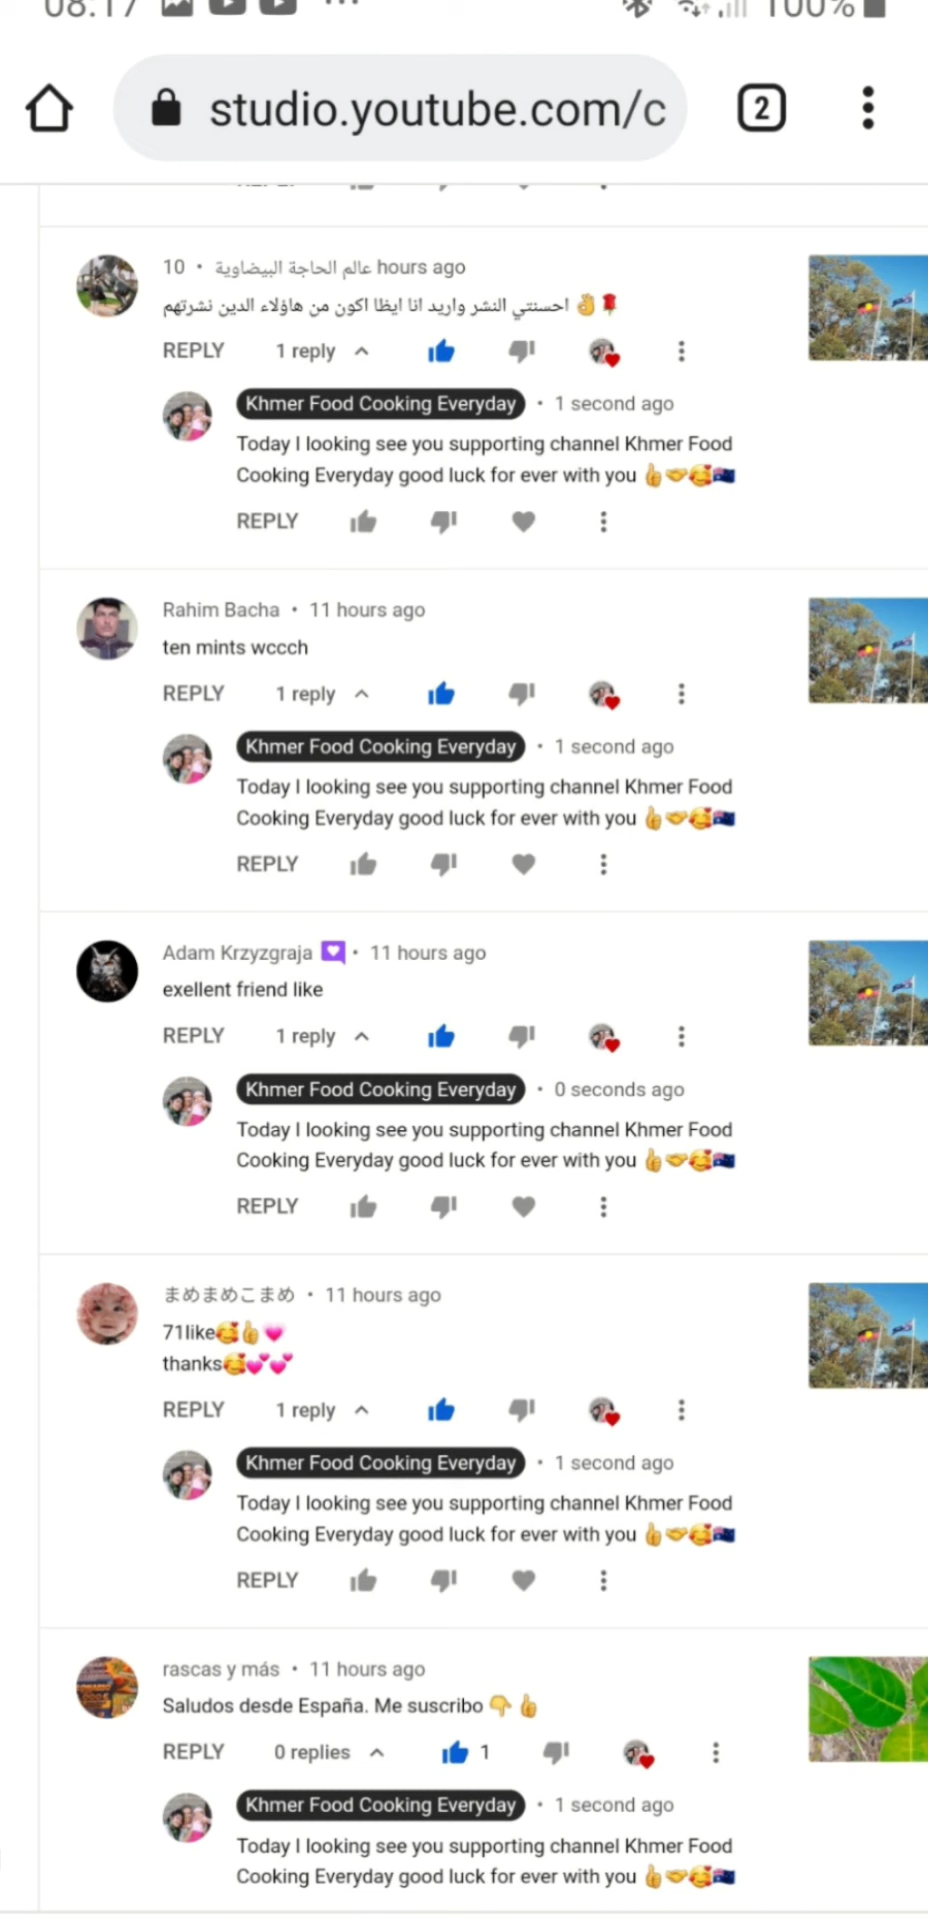 08:17 100%
studio.youtube.com/c 2
10 • عالم الحاجة البيضاوية hours ago
احسنتي النشر واريد انا ايظا اكون من هاؤلاء الدين نشرتهم 👌🌹
REPLY 1 reply
Khmer Food Cooking Everyday • 1 second ago
Today I looking see you supporting channel Khmer Food
Cooking Everyday good luck for ever with you 👍🤝🥰🇦🇺
REPLY
Rahim Bacha • 11 hours ago
ten mints wccch
REPLY 1 reply
Khmer Food Cooking Everyday • 1 second ago
Today I looking see you supporting channel Khmer Food
Cooking Everyday good luck for ever with you 👍🤝🥰🇦🇺
REPLY
Adam Krzyzgraja • 11 hours ago
exellent friend like
REPLY 1 reply
Khmer Food Cooking Everyday • 0 seconds ago
Today I looking see you supporting channel Khmer Food
Cooking Everyday good luck for ever with you 👍🤝🥰🇦🇺
REPLY
まめまめこまめ • 11 hours ago
71like🥰👍💗
thanks🥰💕💕
REPLY 1 reply
Khmer Food Cooking Everyday • 1 second ago
Today I looking see you supporting channel Khmer Food
Cooking Everyday good luck for ever with you 👍🤝🥰🇦🇺
REPLY
rascas y más • 11 hours ago
Saludos desde España. Me suscribo 👇👍
REPLY 0 replies 1
Khmer Food Cooking Everyday • 1 second ago
Today I looking see you supporting channel Khmer Food
Cooking Everyday good luck for ever with you 👍🤝🥰🇦🇺